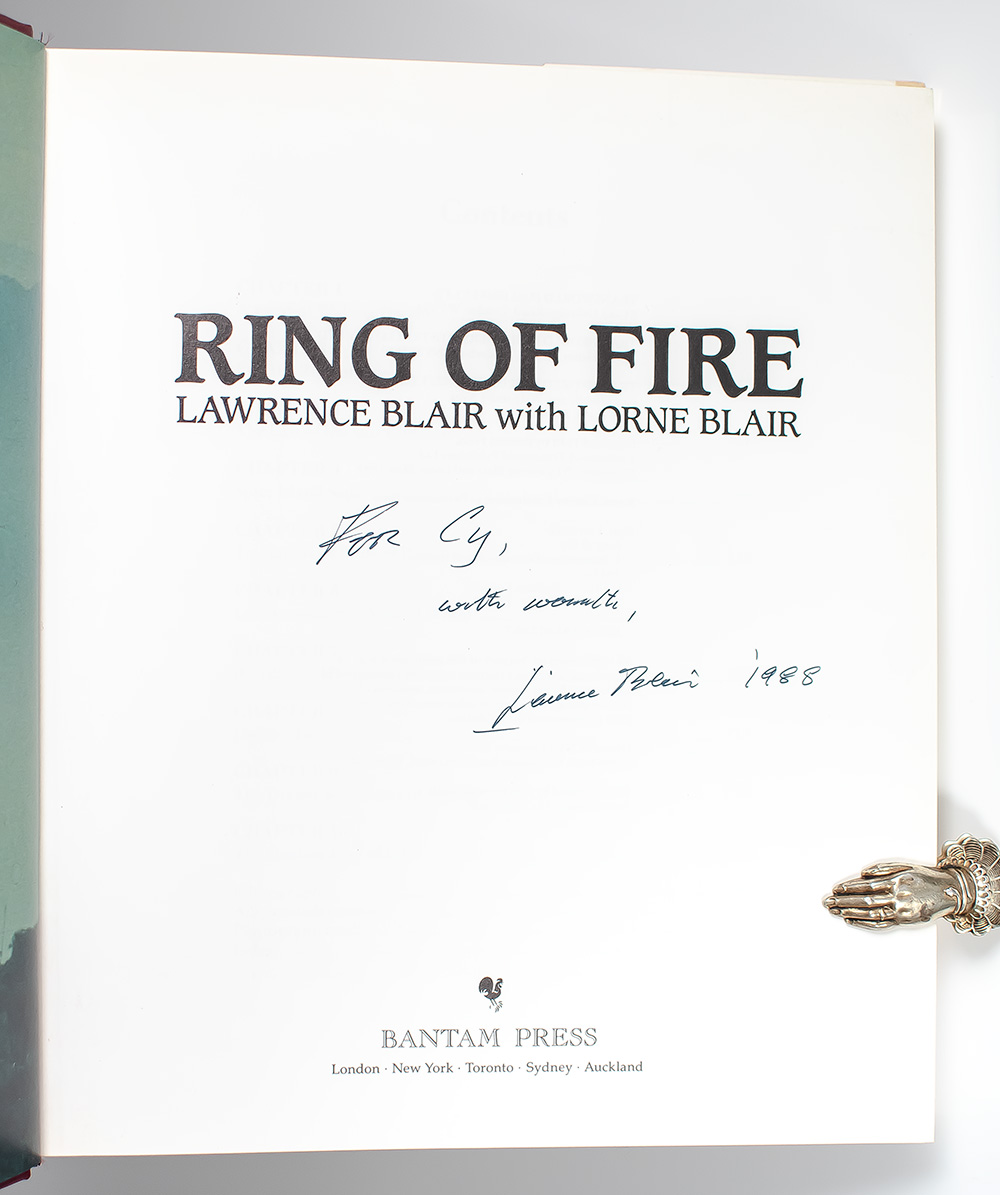 RING OF FIRE
LAWRENCE BLAIR with LORNE BLAIR
For Cy,
with warmth,
Lawrence Blair '1988
BANTAM PRESS
London · New York · Toronto · Sydney · Auckland